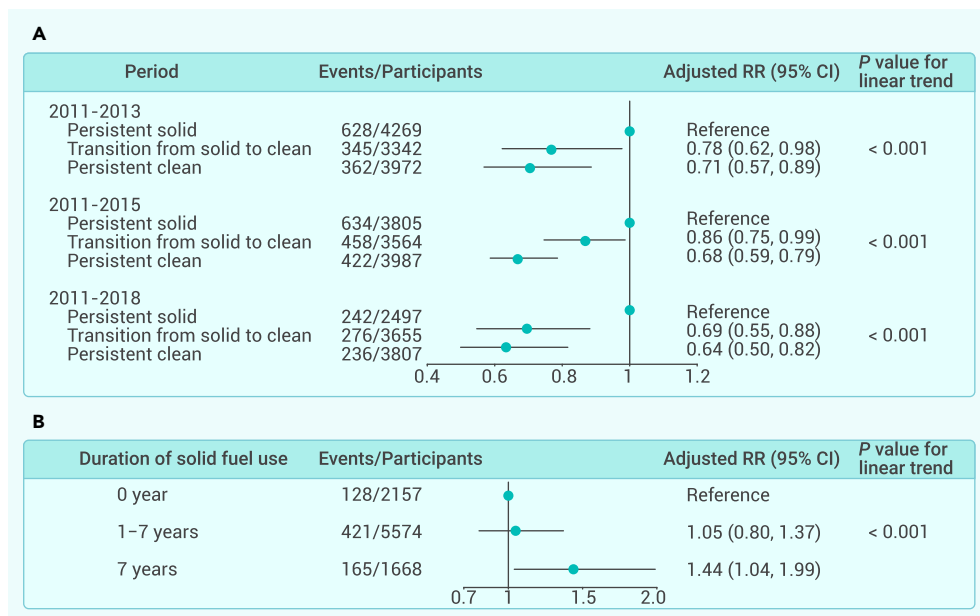 A
Period Events/Participants Adjusted RR (95% CI) P value for linear trend
2011-2013
Persistent solid 628/4269 Reference
Transition from solid to clean 345/3342 0.78 (0.62, 0.98) < 0.001
Persistent clean 362/3972 0.71 (0.57, 0.89)
2011-2015
Persistent solid 634/3805 Reference
Transition from solid to clean 458/3564 0.86 (0.75, 0.99) < 0.001
Persistent clean 422/3987 0.68 (0.59, 0.79)
2011-2018
Persistent solid 242/2497 Reference
Transition from solid to clean 276/3655 0.69 (0.55, 0.88) < 0.001
Persistent clean 236/3807 0.64 (0.50, 0.82)
0.4 0.6 0.8 1 1.2
B
Duration of solid fuel use Events/Participants Adjusted RR (95% CI) P value for linear trend
0 year 128/2157 Reference
1–7 years 421/5574 1.05 (0.80, 1.37) < 0.001
7 years 165/1668 1.44 (1.04, 1.99)
0.7 1 1.5 2.0